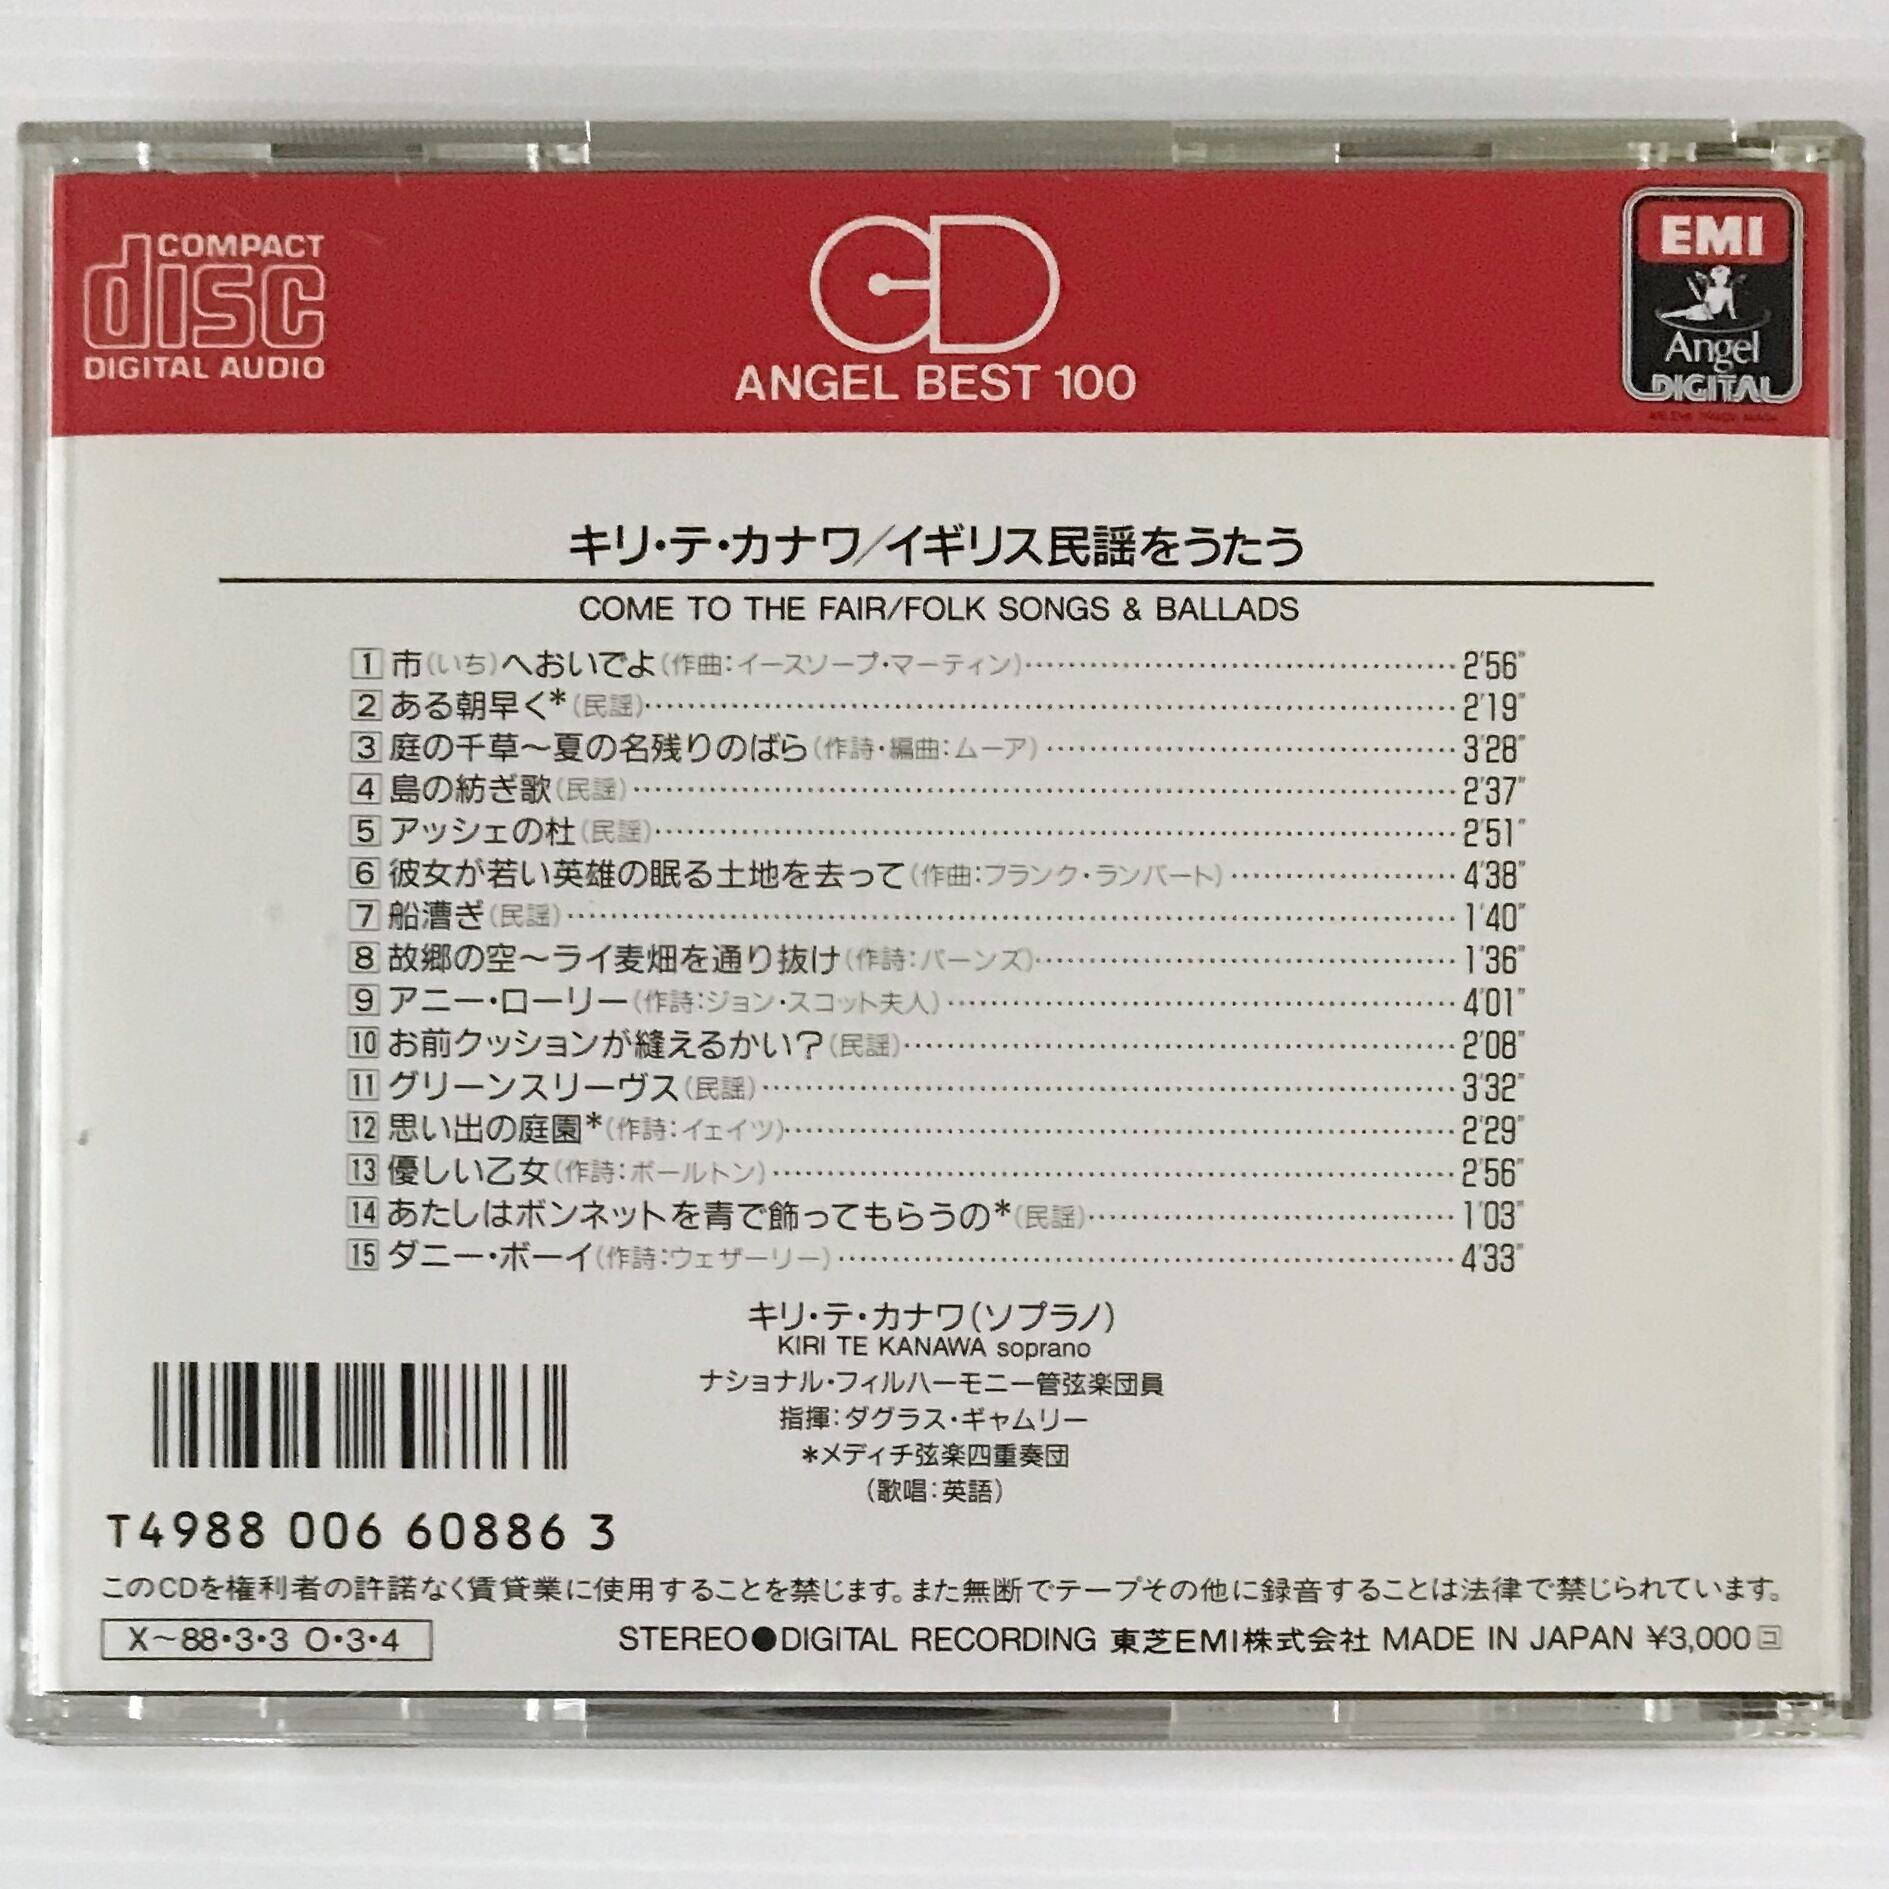 COMPACT
disc
DIGITAL AUDIO
CD
ANGEL BEST 100
EMI
Angel
DIGITAL
キリ・テ・カナワ／イギリス民謡をうたう
COME TO THE FAIR/FOLK SONGS & BALLADS
1 市(いち)へおいでよ(作曲：イースソープ・マーティン)…… 2'56"
2 ある朝早く*(民謡)…… 2'19"
3 庭の千草～夏の名残りのばら(作詩・編曲：ムーア)…… 3'28"
4 島の紡ぎ歌(民謡)…… 2'37"
5 アッシェの杜(民謡)…… 2'51"
6 彼女が若い英雄の眠る土地を去って(作曲：フランク・ランバート)…… 4'38"
7 船漕ぎ(民謡)…… 1'40"
8 故郷の空～ライ麦畑を通り抜け(作詩：バーンズ)…… 1'36"
9 アニー・ローリー(作詩：ジョン・スコット夫人)…… 4'01"
10 お前クッションが縫えるかい？(民謡)…… 2'08"
11 グリーンスリーヴス(民謡)…… 3'32"
12 思い出の庭園*(作詩：イェイツ)…… 2'29"
13 優しい乙女(作詩：ボールトン)…… 2'56"
14 あたしはボンネットを青で飾ってもらうの*(民謡)…… 1'03"
15 ダニー・ボーイ(作詩：ウェザーリー)…… 4'33"
キリ・テ・カナワ(ソプラノ)
KIRI TE KANAWA soprano
ナショナル・フィルハーモニー管弦楽団員
指揮：ダグラス・ギャムリー
*メディチ弦楽四重奏団
(歌唱：英語)
T4988 006 60886 3
このCDを権利者の許諾なく賃貸業に使用することを禁じます。また無断でテープその他に録音することは法律で禁じられています。
X～88・3・3 O・3・4
STEREO●DIGITAL RECORDING 東芝EMI株式会社 MADE IN JAPAN ¥3,000 コ